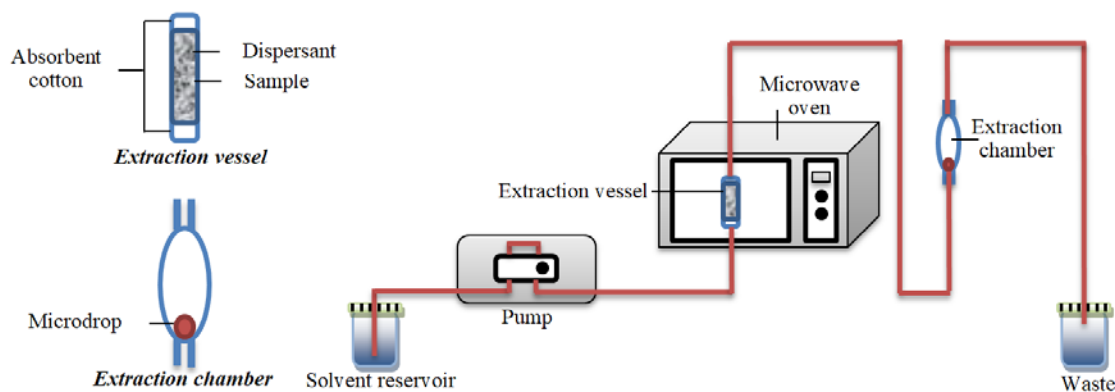 Absorbent
cotton
Dispersant
Sample
Extraction vessel
Microdrop
Extraction chamber
Solvent reservoir
Pump
Extraction vessel
Microwave
oven
Extraction
chamber
Waste